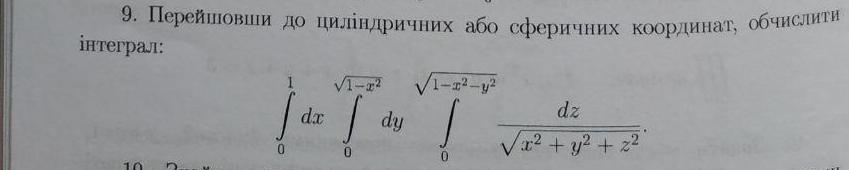 9. Перейшовши до циліндричних або сферичних координат, обчислити
інтеграл:
∫₀¹ dx ∫₀^{√(1−x²)} dy ∫₀^{√(1−x²−y²)} dz / √(x² + y² + z²).